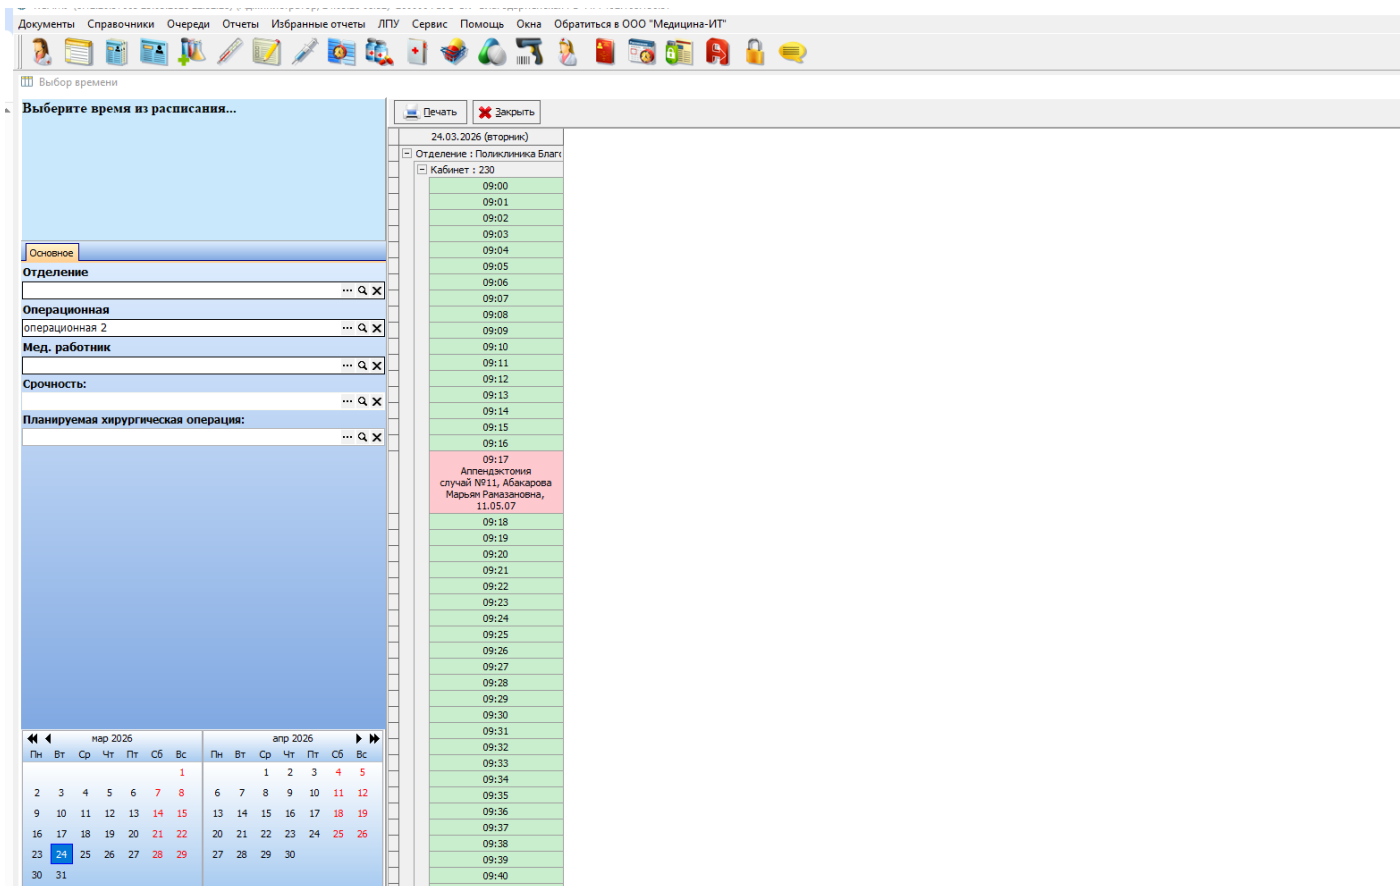 Документы Справочники Очереди Отчеты Избранные отчеты ЛПУ Сервис Помощь Окна Обратиться в ООО "Медицина-ИТ"
Выбор времени
Выберите время из расписания...
Печать Закрыть
24.03.2026 (вторник)
Отделение : Поликлиника Благо
Кабинет : 230
09:00
09:01
09:02
09:03
09:04
09:05
09:06
09:07
09:08
09:09
09:10
09:11
09:12
09:13
09:14
09:15
09:16
09:17
Аппендэктомия
случай №11, Абакарова
Марьям Рамазановна,
11.05.07
09:18
09:19
09:20
09:21
09:22
09:23
09:24
09:25
09:26
09:27
09:28
09:29
09:30
09:31
09:32
09:33
09:34
09:35
09:36
09:37
09:38
09:39
09:40
Основное
Отделение
Операционная
операционная 2
Мед. работник
Срочность:
Планируемая хирургическая операция:
мар 2026
Пн Вт Ср Чт Пт Сб Вс
1
2 3 4 5 6 7 8
9 10 11 12 13 14 15
16 17 18 19 20 21 22
23 24 25 26 27 28 29
30 31
апр 2026
Пн Вт Ср Чт Пт Сб Вс
1 2 3 4 5
6 7 8 9 10 11 12
13 14 15 16 17 18 19
20 21 22 23 24 25 26
27 28 29 30